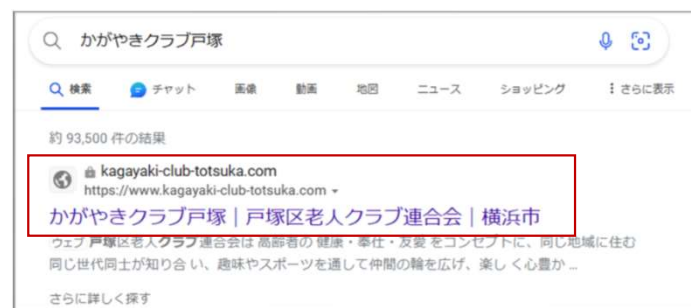 かがやきクラブ戸塚
検索 チャット 画像 動画 地図 ニュース ショッピング さらに表示
約 93,500 件の結果
kagayaki-club-totsuka.com
https://www.kagayaki-club-totsuka.com
かがやきクラブ戸塚 | 戸塚区老人クラブ連合会 | 横浜市
ウェブ 戸塚区老人クラブ連合会は 高齢者の 健康・奉仕・友愛 をコンセプトに、同じ地域に住む
同じ世代同士が知り合 い、趣味やスポーツを通して仲間の輪を広げ、楽し く心豊か ...
さらに詳しく探す